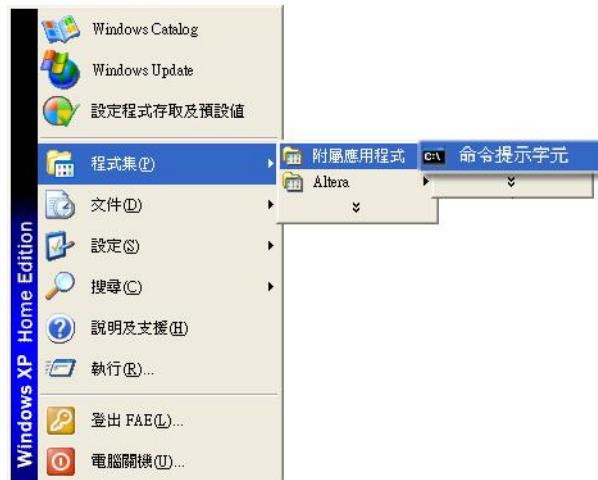 Windows Catalog
Windows Update
設定程式存取及預設值
程式集(P)
附屬應用程式
命令提示字元
Altera
文件(D)
設定(S)
搜尋(C)
說明及支援(H)
執行(R)...
登出 FAE(L)...
電腦關機(U)...
Windows XP Home Edition
C:\